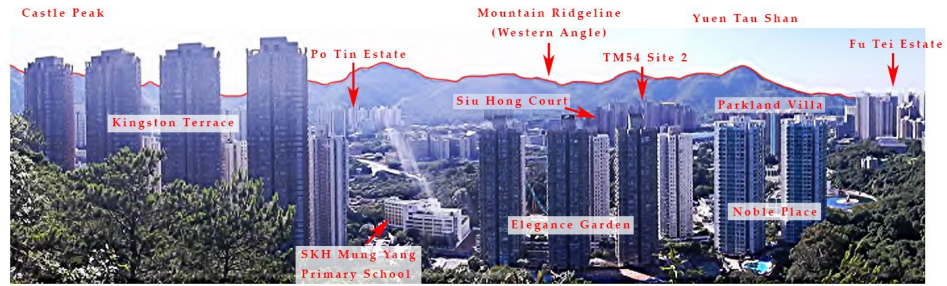 Castle Peak
Mountain Ridgeline
(Western Angle)
Yuen Tau Shan
Po Tin Estate
TM54 Site 2
Fu Tei Estate
Siu Hong Court
Parkland Villa
Kingston Terrace
Elegance Garden
Noble Place
SKH Mung Yang
Primary School